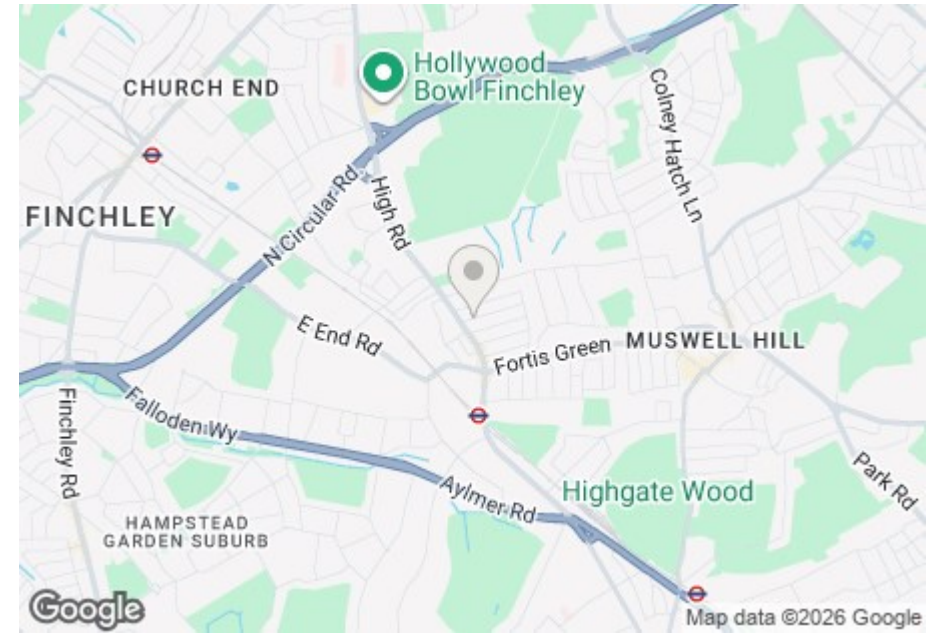 Hollywood
Bowl Finchley
CHURCH END
Colney Hatch Ln
FINCHLEY
N Circular Rd
High Rd
E End Rd
Fortis Green
MUSWELL HILL
Finchley Rd
Falloden Wy
Aylmer Rd
Highgate Wood
Park Rd
HAMPSTEAD
GARDEN SUBURB
Google
Map data ©2026 Google